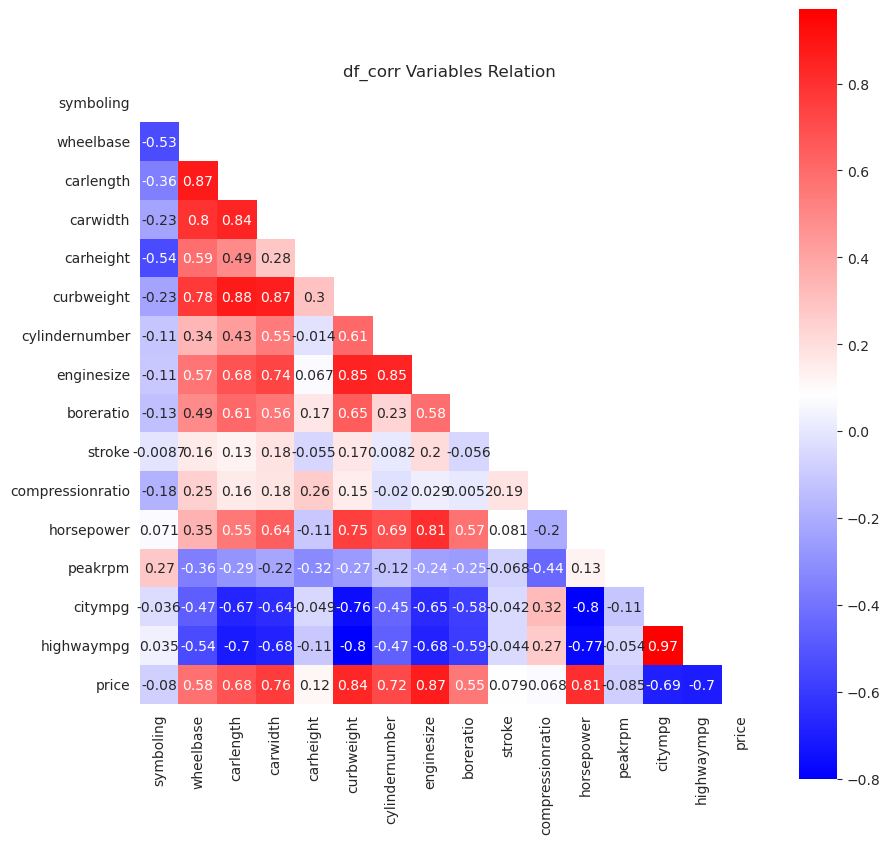 df_corr Variables Relation
symboling
wheelbase -0.53
carlength -0.36 0.87
carwidth -0.23 0.8 0.84
carheight -0.54 0.59 0.49 0.28
curbweight -0.23 0.78 0.88 0.87 0.3
cylindernumber -0.11 0.34 0.43 0.55 -0.014 0.61
enginesize -0.11 0.57 0.68 0.74 0.067 0.85 0.85
boreratio -0.13 0.49 0.61 0.56 0.17 0.65 0.23 0.58
stroke -0.0087 0.16 0.13 0.18 -0.055 0.17 0.0082 0.2 -0.056
compressionratio -0.18 0.25 0.16 0.18 0.26 0.15 -0.02 0.029 0.0052 0.19
horsepower 0.071 0.35 0.55 0.64 -0.11 0.75 0.69 0.81 0.57 0.081 -0.2
peakrpm 0.27 -0.36 -0.29 -0.22 -0.32 -0.27 -0.12 -0.24 -0.25 -0.068 -0.44 0.13
citympg -0.036 -0.47 -0.67 -0.64 -0.049 -0.76 -0.45 -0.65 -0.58 -0.042 0.32 -0.8 -0.11
highwaympg 0.035 -0.54 -0.7 -0.68 -0.11 -0.8 -0.47 -0.68 -0.59 -0.044 0.27 -0.77 -0.054 0.97
price -0.08 0.58 0.68 0.76 0.12 0.84 0.72 0.87 0.55 0.079 0.068 0.81 -0.085 -0.69 -0.7
symboling
wheelbase
carlength
carwidth
carheight
curbweight
cylindernumber
enginesize
boreratio
stroke
compressionratio
horsepower
peakrpm
citympg
highwaympg
price
0.8
0.6
0.4
0.2
0.0
−0.2
−0.4
−0.6
−0.8